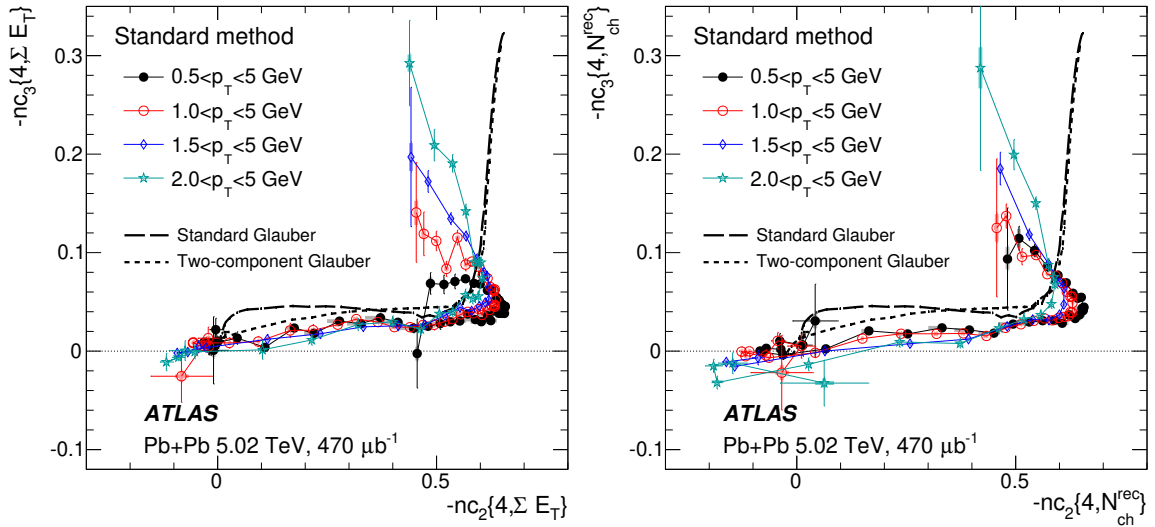 -nc₃{4,Σ E_T}
0.3
0.2
0.1
0
-0.1
Standard method
0.5<p_T<5 GeV
1.0<p_T<5 GeV
1.5<p_T<5 GeV
2.0<p_T<5 GeV
Standard Glauber
Two-component Glauber
ATLAS
Pb+Pb 5.02 TeV, 470 μb⁻¹
0 0.5
-nc₂{4,Σ E_T}
-nc₃{4,N_ch^rec}
0.3
0.2
0.1
0
-0.1
Standard method
0.5<p_T<5 GeV
1.0<p_T<5 GeV
1.5<p_T<5 GeV
2.0<p_T<5 GeV
Standard Glauber
Two-component Glauber
ATLAS
Pb+Pb 5.02 TeV, 470 μb⁻¹
0 0.5
-nc₂{4,N_ch^rec}